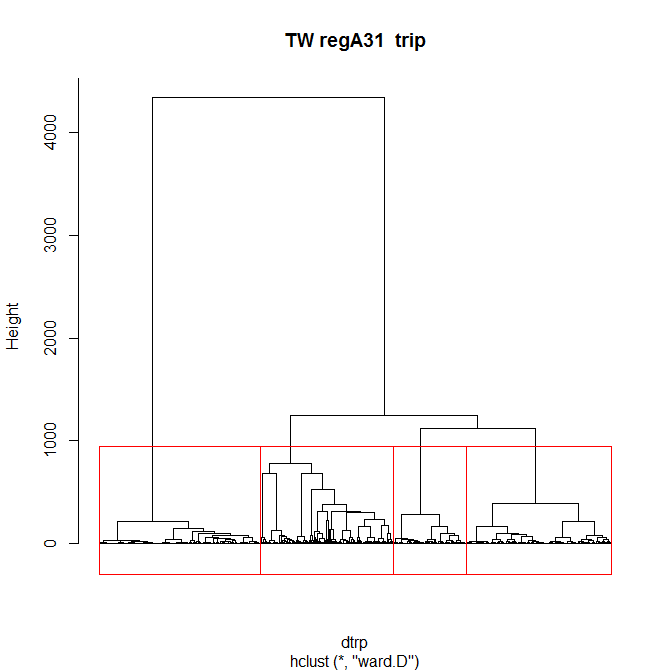 TW regA31  trip
Height
4000
3000
2000
1000
0
dtrp
hclust (*, "ward.D")